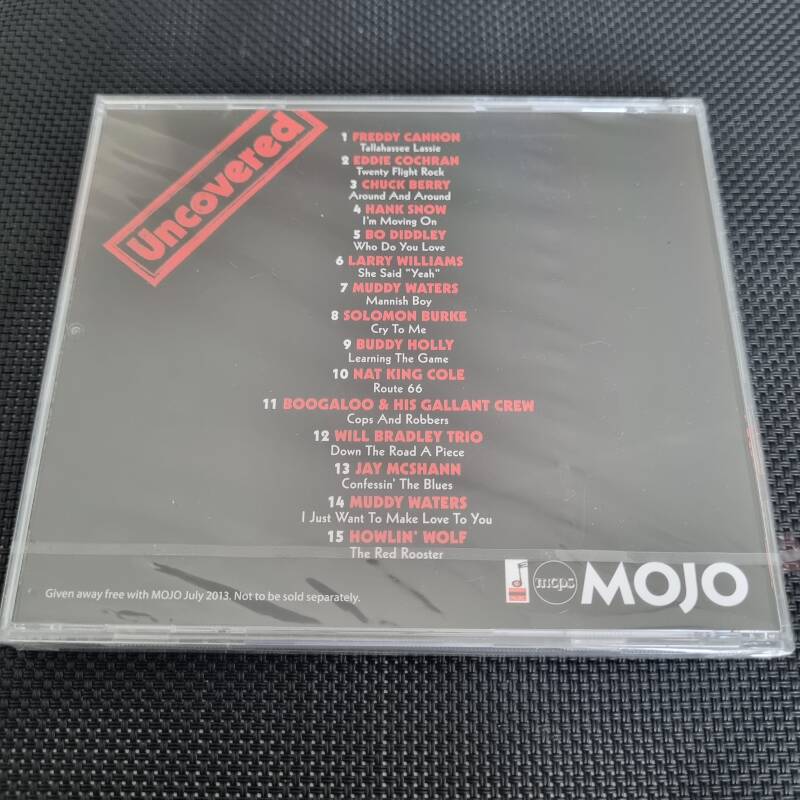 Uncovered
1 FREDDY CANNON
Tallahassee Lassie
2 EDDIE COCHRAN
Twenty Flight Rock
3 CHUCK BERRY
Around And Around
4 HANK SNOW
I'm Moving On
5 BO DIDDLEY
Who Do You Love
6 LARRY WILLIAMS
She Said "Yeah"
7 MUDDY WATERS
Mannish Boy
8 SOLOMON BURKE
Cry To Me
9 BUDDY HOLLY
Learning The Game
10 NAT KING COLE
Route 66
11 BOOGALOO & HIS GALLANT CREW
Cops And Robbers
12 WILL BRADLEY TRIO
Down The Road A Piece
13 JAY MCSHANN
Confessin' The Blues
14 MUDDY WATERS
I Just Want To Make Love To You
15 HOWLIN' WOLF
The Red Rooster
Given away free with MOJO July 2013. Not to be sold separately.
mcps
MOJO